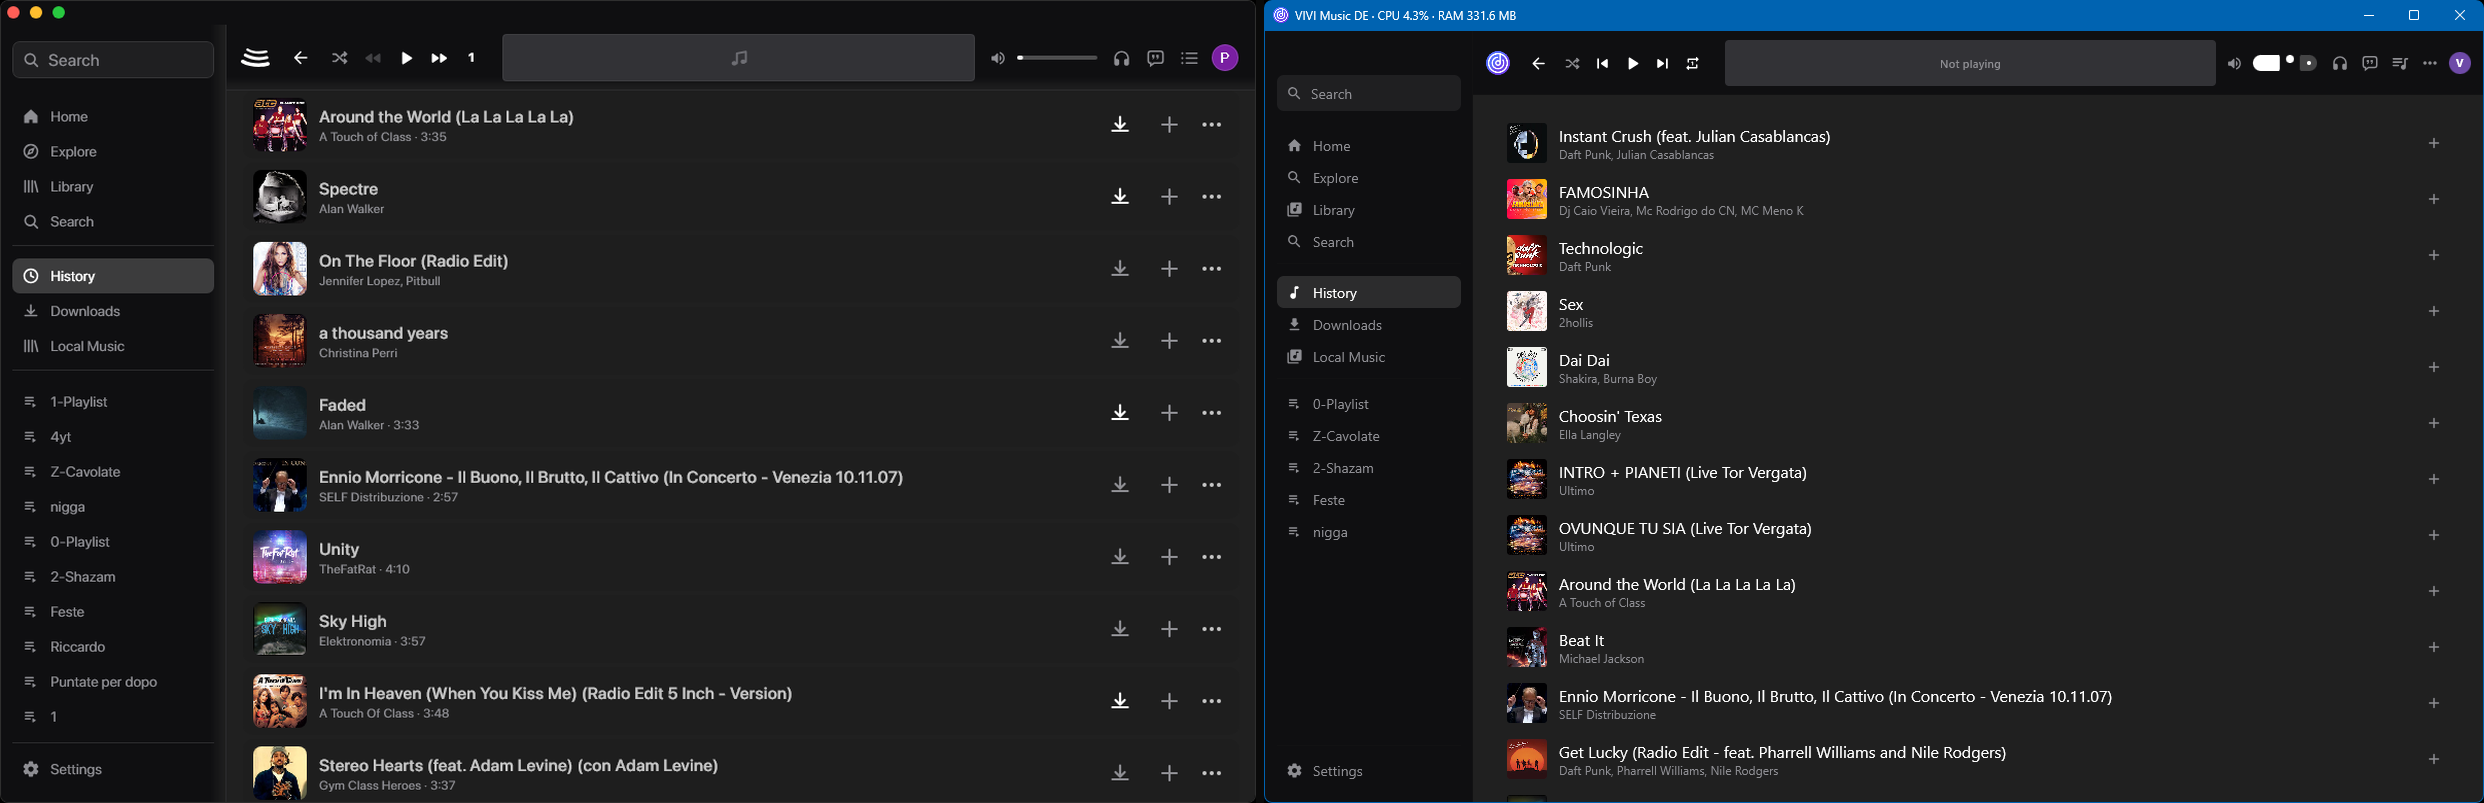 Search
Home
Explore
Library
Search
History
Downloads
Local Music
1-Playlist
4yt
Z-Cavolate
nigga
0-Playlist
2-Shazam
Feste
Riccardo
Puntate per dopo
1
Settings
1
P
Around the World (La La La La La)
A Touch of Class · 3:35
Spectre
Alan Walker
On The Floor (Radio Edit)
Jennifer Lopez, Pitbull
a thousand years
Christina Perri
Faded
Alan Walker · 3:33
Ennio Morricone - Il Buono, Il Brutto, Il Cattivo (In Concerto - Venezia 10.11.07)
SELF Distribuzione · 2:57
Unity
TheFatRat · 4:10
Sky High
Elektronomia · 3:57
I'm In Heaven (When You Kiss Me) (Radio Edit 5 Inch - Version)
A Touch Of Class · 3:48
Stereo Hearts (feat. Adam Levine) (con Adam Levine)
Gym Class Heroes · 3:37
VIVI Music DE · CPU 4.3% · RAM 331.6 MB
Search
Home
Explore
Library
Search
History
Downloads
Local Music
0-Playlist
Z-Cavolate
2-Shazam
Feste
nigga
Settings
Not playing
V
Instant Crush (feat. Julian Casablancas)
Daft Punk, Julian Casablancas
FAMOSINHA
Dj Caio Vieira, Mc Rodrigo do CN, MC Meno K
Technologic
Daft Punk
Sex
2hollis
Dai Dai
Shakira, Burna Boy
Choosin' Texas
Ella Langley
INTRO + PIANETI (Live Tor Vergata)
Ultimo
OVUNQUE TU SIA (Live Tor Vergata)
Ultimo
Around the World (La La La La La)
A Touch of Class
Beat It
Michael Jackson
Ennio Morricone - Il Buono, Il Brutto, Il Cattivo (In Concerto - Venezia 10.11.07)
SELF Distribuzione
Get Lucky (Radio Edit - feat. Pharrell Williams and Nile Rodgers)
Daft Punk, Pharrell Williams, Nile Rodgers